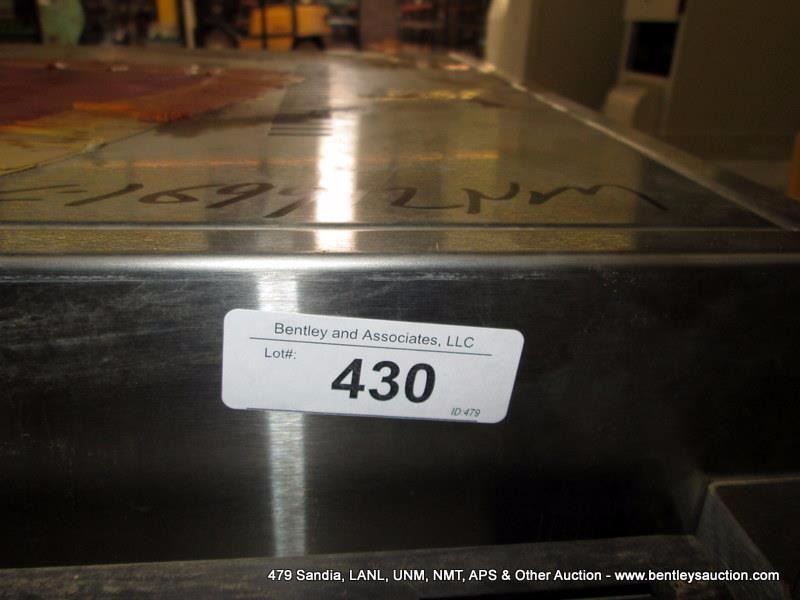 Bentley and Associates, LLC
Lot#:
430
ID:479
479 Sandia, LANL, UNM, NMT, APS & Other Auction - www.bentleysauction.com